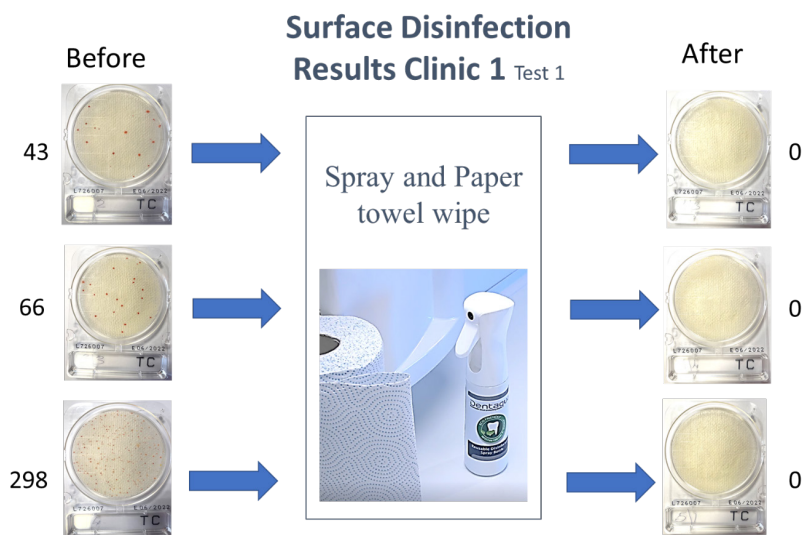 Surface Disinfection
Results Clinic 1 Test 1
Before
After
43
L726007 E06/2022
TC
Spray and Paper
towel wipe
L726007 E06/2022
TC
0
66
L726007 E06/2022
TC
L726007 E06/2022
TC
0
298
L726007 E06/2022
TC
Reusable
Spray
L726007 E06/2022
TC
0